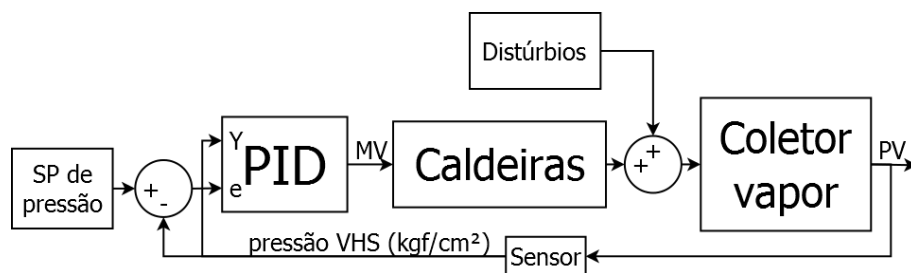 Distúrbios
SP de
pressão
+
-
Y
e
PID
MV
Caldeiras
+
+
Coletor
vapor
PV
pressão VHS (kgf/cm²)
Sensor